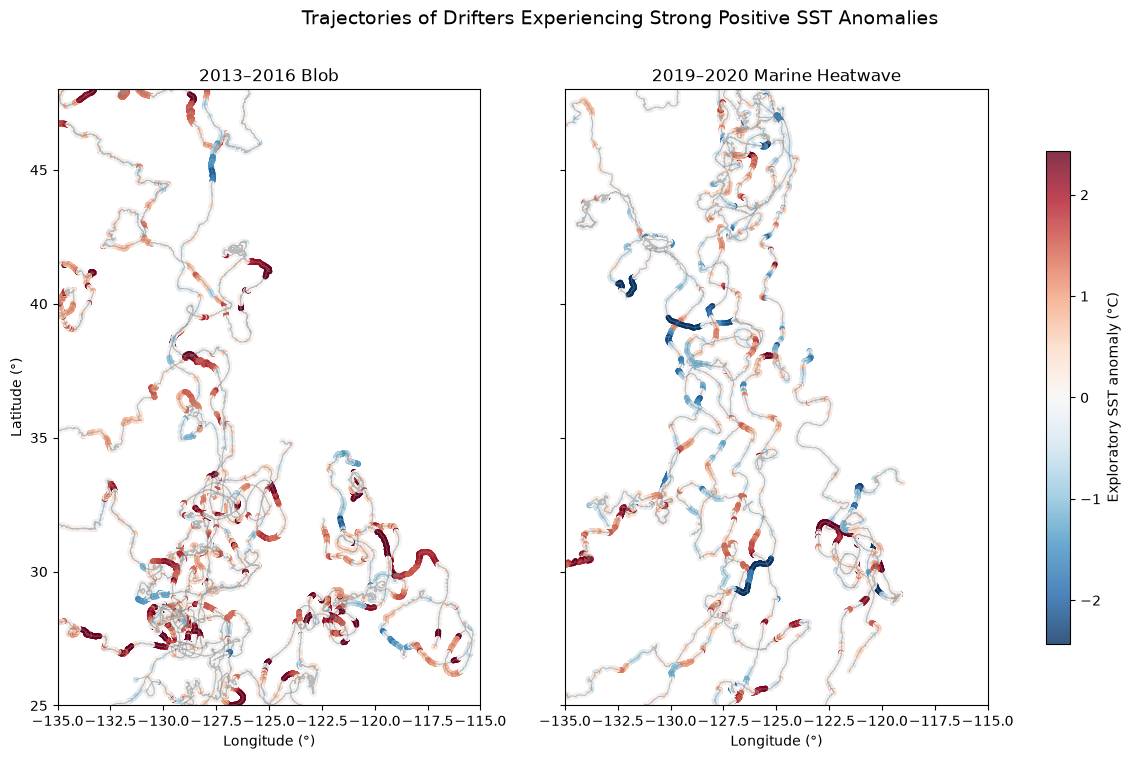 Trajectories of Drifters Experiencing Strong Positive SST Anomalies
2013–2016 Blob
2019–2020 Marine Heatwave
45
40
35
30
25
Latitude (°)
−135.0 −132.5 −130.0 −127.5 −125.0 −122.5 −120.0 −117.5 −115.0
Longitude (°)
−135.0 −132.5 −130.0 −127.5 −125.0 −122.5 −120.0 −117.5 −115.0
Longitude (°)
2
1
0
−1
−2
Exploratory SST anomaly (°C)